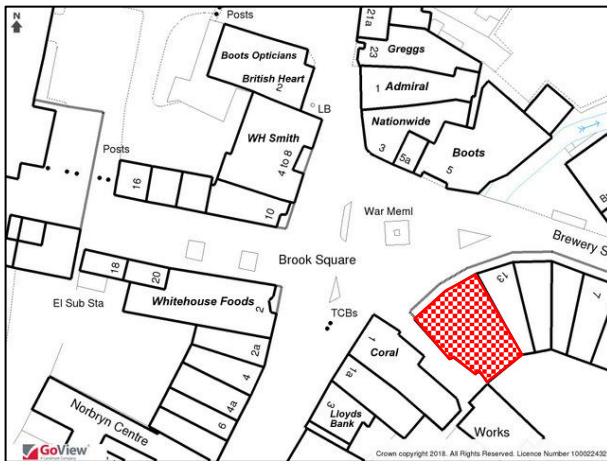 N
Posts
21a
23
Greggs
Boots Opticians
British Heart
2
1
Admiral
LB
Nationwide
WH Smith
4 to 8
Posts
3
5a
Boots
5
16
10
War Meml
Brewery S
Brook Square
18
20
13
7
El Sub Sta
Whitehouse Foods
2
TCBs
2a
1
Coral
1a
4
4a
3
Lloyds
Bank
6
Norbryn Centre
Works
GoView
A Landmark Company
Crown copyright 2018. All Rights Reserved. Licence Number 100022432